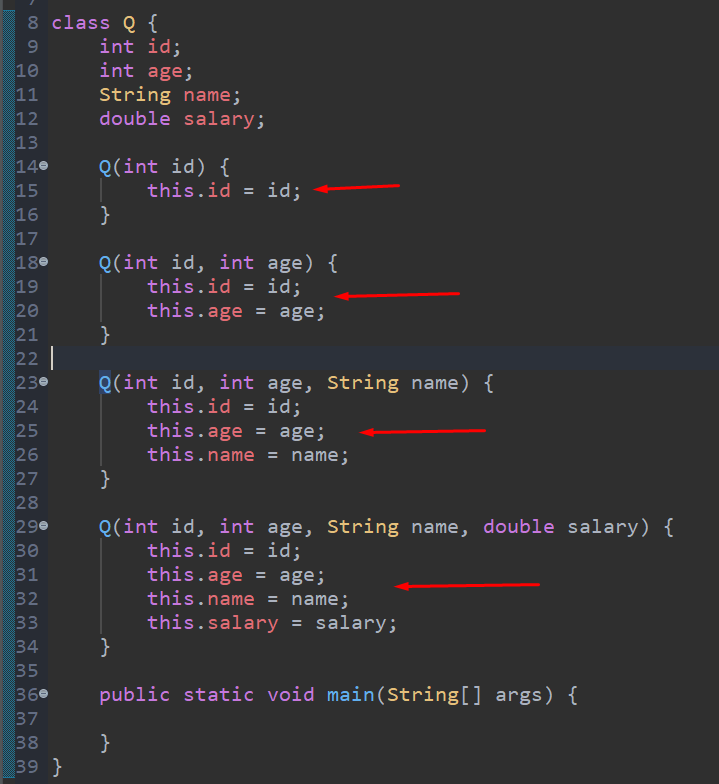 8 class Q {
9     int id;
10     int age;
11     String name;
12     double salary;
13
14     Q(int id) {
15         this.id = id;
16     }
17
18     Q(int id, int age) {
19         this.id = id;
20         this.age = age;
21     }
22
23     Q(int id, int age, String name) {
24         this.id = id;
25         this.age = age;
26         this.name = name;
27     }
28
29     Q(int id, int age, String name, double salary) {
30         this.id = id;
31         this.age = age;
32         this.name = name;
33         this.salary = salary;
34     }
35
36     public static void main(String[] args) {
37
38     }
39 }